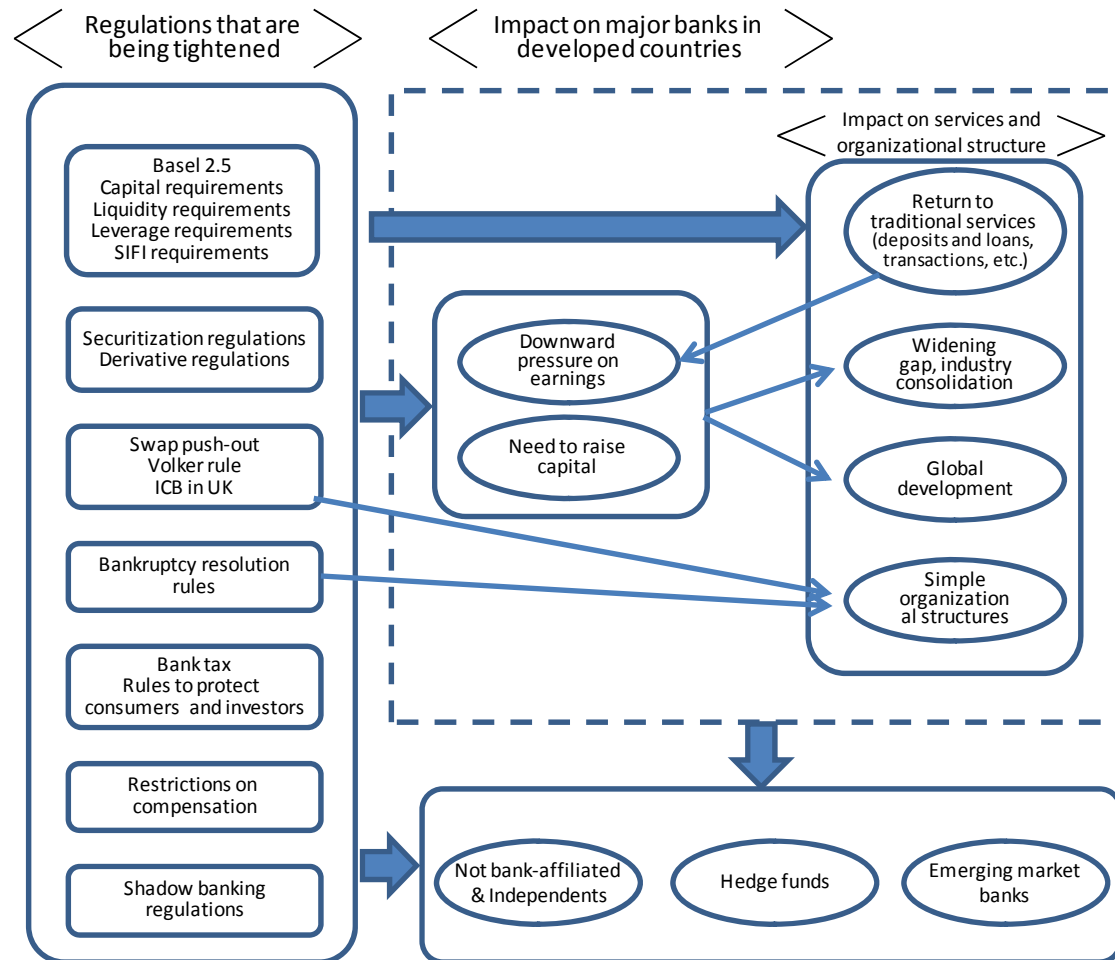 Regulations that are
being tightened
Impact on major banks in
developed countries
Impact on services and
organizational structure
Basel 2.5
Capital requirements
Liquidity requirements
Leverage requirements
SIFI requirements
Securitization regulations
Derivative regulations
Swap push-out
Volker rule
ICB in UK
Bankruptcy resolution
rules
Bank tax
Rules to protect
consumers and investors
Restrictions on
compensation
Shadow banking
regulations
Downward
pressure on
earnings
Need to raise
capital
Return to
traditional services
(deposits and loans,
transactions, etc.)
Widening
gap, industry
consolidation
Global
development
Simple
organization
al structures
Not bank-affiliated
& Independents
Hedge funds
Emerging market
banks